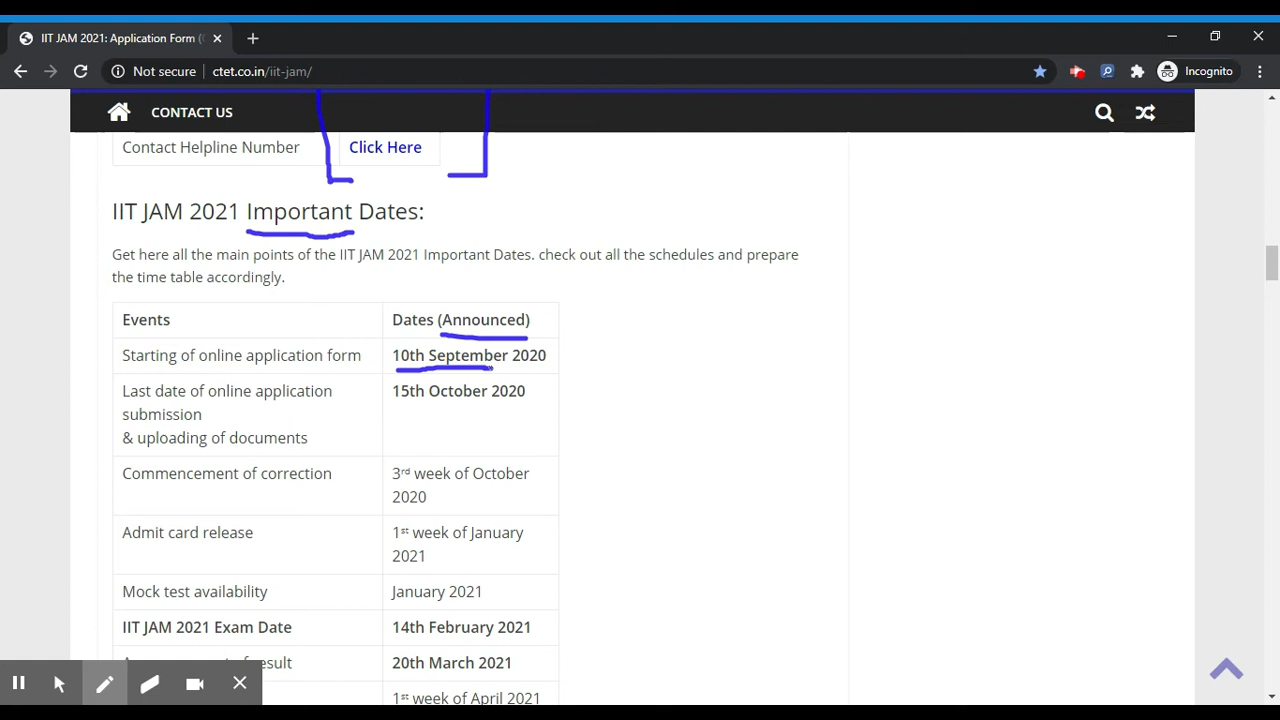 IIT JAM 2021: Application Form (
Not secure
ctet.co.in/iit-jam/
Incognito
CONTACT US
Contact Helpline Number
Click Here
IIT JAM 2021 Important Dates:
Get here all the main points of the IIT JAM 2021 Important Dates. check out all the schedules and prepare
the time table accordingly.
Events
Dates (Announced)
Starting of online application form
10th September 2020
Last date of online application
submission
& uploading of documents
15th October 2020
Commencement of correction
3rd week of October
2020
Admit card release
1st week of January
2021
Mock test availability
January 2021
IIT JAM 2021 Exam Date
14th February 2021
20th March 2021
1st week of April 2021